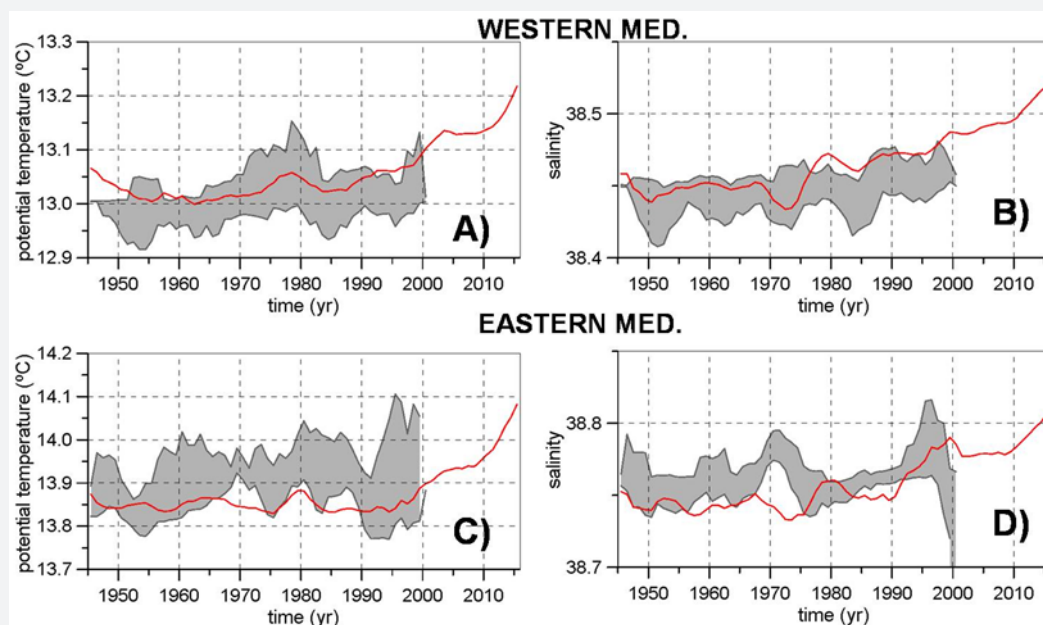 WESTERN MED.
potential temperature (ºC)
13.3
13.2
13.1
13.0
12.9
1950 1960 1970 1980 1990 2000 2010
time (yr)
A)
salinity
38.5
38.4
1950 1960 1970 1980 1990 2000 2010
time (yr)
B)
EASTERN MED.
potential temperature (ºC)
14.2
14.1
14.0
13.9
13.8
13.7
1950 1960 1970 1980 1990 2000 2010
time (yr)
C)
salinity
38.8
38.7
1950 1960 1970 1980 1990 2000 2010
time (yr)
D)